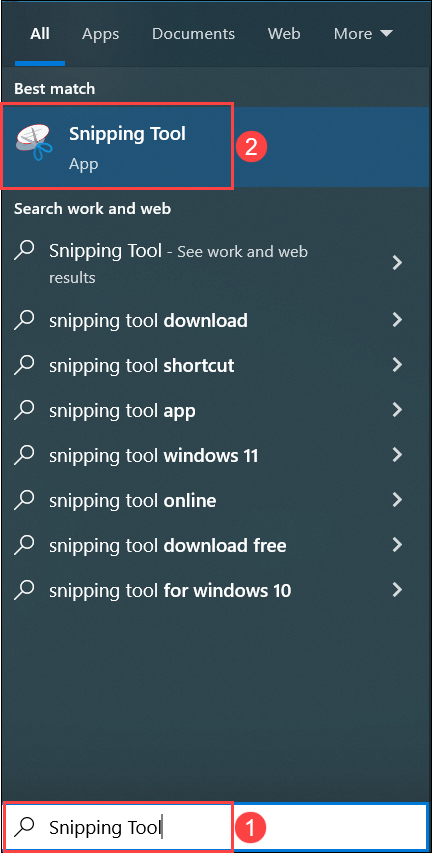 All Apps Documents Web More
Best match
Snipping Tool
App
2
Search work and web
Snipping Tool - See work and web
results
snipping tool download
snipping tool shortcut
snipping tool app
snipping tool windows 11
snipping tool online
snipping tool download free
snipping tool for windows 10
Snipping Tool
1